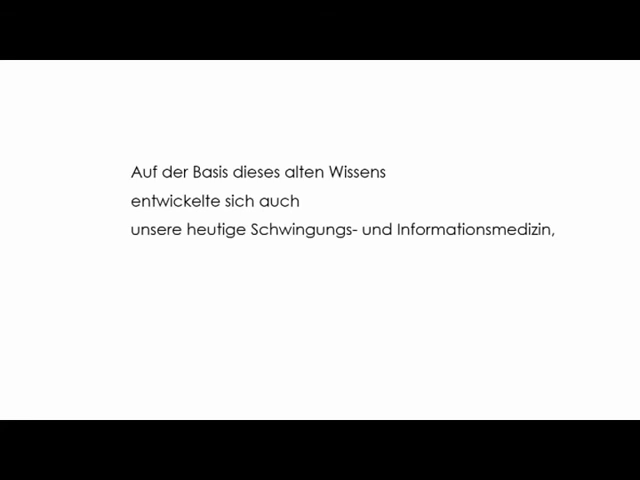 Auf der Basis dieses alten Wissens
entwickelte sich auch
unsere heutige Schwingungs- und Informationsmedizin,